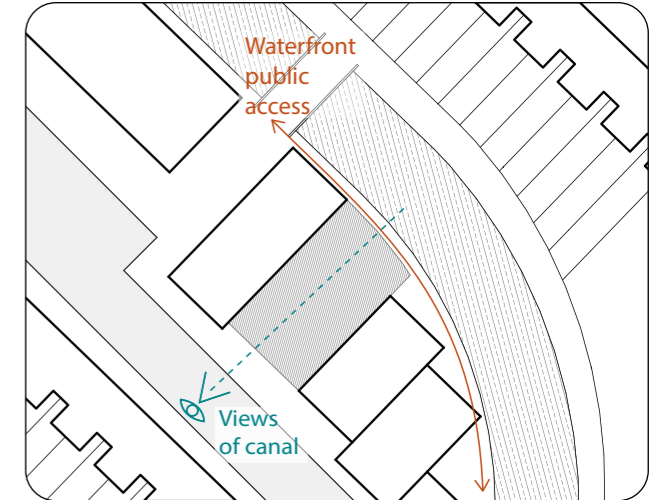 Waterfront
public
access
Views
of canal